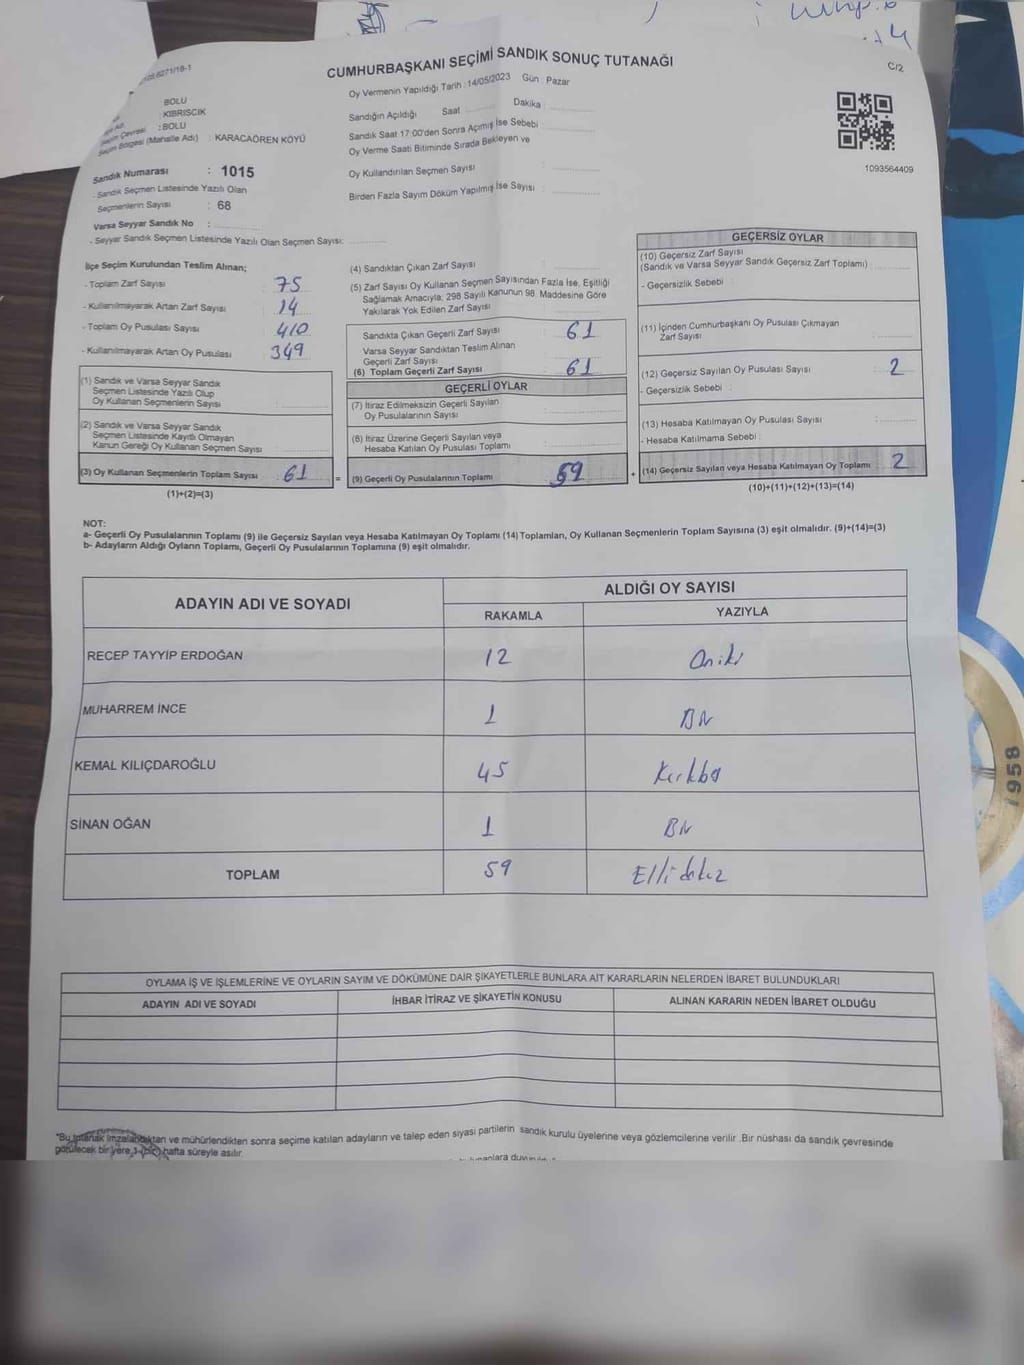 CUMHURBAŞKANI SEÇİMİ SANDIK SONUÇ TUTANAĞI
C/2
BOLU
: KIBRISCIK
Seçim Çevresi : BOLU
Seçim Bölgesi (Mahalle Adı) : KARACAÖREN KÖYÜ
Sandık Numarası : 1015
- Sandık Seçmen Listesinde Yazılı Olan
Seçmenlerin Sayısı : 68
Varsa Seyyar Sandık No :
- Seyyar Sandık Seçmen Listesinde Yazılı Olan Seçmen Sayısı:
Oy Vermenin Yapıldığı Tarih : 14/05/2023 Gün : Pazar
Sandığın Açıldığı Saat Dakika
Sandık Saat 17:00'den Sonra Açımış İse Sebebi :
Oy Verme Saati Bitiminde Sırada Bekleyen ve
Oy Kullandırılan Seçmen Sayısı
Birden Fazla Sayım Döküm Yapılmış İse Sayısı :
1093564409
İlçe Seçim Kurulundan Teslim Alınan;
- Toplam Zarf Sayısı : 75
- Kullanılmayarak Artan Zarf Sayısı : 14
- Toplam Oy Pusulası Sayısı : 410
- Kullanılmayarak Artan Oy Pusulası : 349
(1) Sandık ve Varsa Seyyar Sandık
Seçmen Listesinde Yazılı Olup
Oy Kullanan Seçmenlerin Sayısı :
(2) Sandık ve Varsa Seyyar Sandık
Seçmen Listesinde Kayıtlı Olmayan
Kanun Gereği Oy Kullanan Seçmen Sayısı :
(3) Oy Kullanan Seçmenlerin Toplam Sayısı : 61
(1)+(2)=(3)
(4) Sandıktan Çıkan Zarf Sayısı
(5) Zarf Sayısı Oy Kullanan Seçmen Sayısından Fazla İse, Eşitliği
Sağlamak Amacıyla; 298 Sayılı Kanunun 98. Maddesine Göre
Yakılarak Yok Edilen Zarf Sayısı
Sandıkta Çıkan Geçerli Zarf Sayısı 61
Varsa Seyyar Sandıktan Teslim Alınan
Geçerli Zarf Sayısı
(6) Toplam Geçerli Zarf Sayısı 61
GEÇERLİ OYLAR
(7) İtiraz Edilmeksizin Geçerli Sayılan
Oy Pusulalarının Sayısı
(8) İtiraz Üzerine Geçerli Sayılan veya
Hesaba Katılan Oy Pusulası Toplamı
= (9) Geçerli Oy Pusulalarının Toplamı 59
GEÇERSİZ OYLAR
(10) Geçersiz Zarf Sayısı
(Sandık ve Varsa Seyyar Sandık Geçersiz Zarf Toplamı)
- Geçersizlik Sebebi :
(11) İçinden Cumhurbaşkanı Oy Pusulası Çıkmayan
Zarf Sayısı :
(12) Geçersiz Sayılan Oy Pusulası Sayısı : 2
- Geçersizlik Sebebi :
(13) Hesaba Katılmayan Oy Pusulası Sayısı :
- Hesaba Katılmama Sebebi :
+ (14) Geçersiz Sayılan veya Hesaba Katılmayan Oy Toplamı 2
(10)+(11)+(12)+(13)=(14)
NOT:
a- Geçerli Oy Pusulalarının Toplamı (9) ile Geçersiz Sayılan veya Hesaba Katılmayan Oy Toplamı (14) Toplamları, Oy Kullanan Seçmenlerin Toplam Sayısına (3) eşit olmalıdır. (9)+(14)=(3)
b- Adayların Aldığı Oyların Toplamı, Geçerli Oy Pusulalarının Toplamına (9) eşit olmalıdır.
ADAYIN ADI VE SOYADI
ALDIĞI OY SAYISI
RAKAMLA YAZIYLA
RECEP TAYYİP ERDOĞAN 12 Oniki
MUHARREM İNCE 1 Bir
KEMAL KILIÇDAROĞLU 45 Kırkbeş
SİNAN OĞAN 1 Bir
TOPLAM 59 Ellidokuz
OYLAMA İŞ VE İŞLEMLERİNE VE OYLARIN SAYIM VE DÖKÜMÜNE DAİR ŞİKAYETLERLE BUNLARA AİT KARARLARIN NELERDEN İBARET BULUNDUKLARI
ADAYIN ADI VE SOYADI İHBAR İTİRAZ VE ŞİKAYETİN KONUSU ALINAN KARARIN NEDEN İBARET OLDUĞU
*Bu tutanak imzalandıktan ve mühürlendikten sonra seçime katılan adayların ve talep eden siyasi partilerin sandık kurulu üyelerine veya gözlemcilerine verilir. Bir nüshası da sandık çevresinde
görülecek bir yere 1 (bir) hafta süreyle asılır.
1958